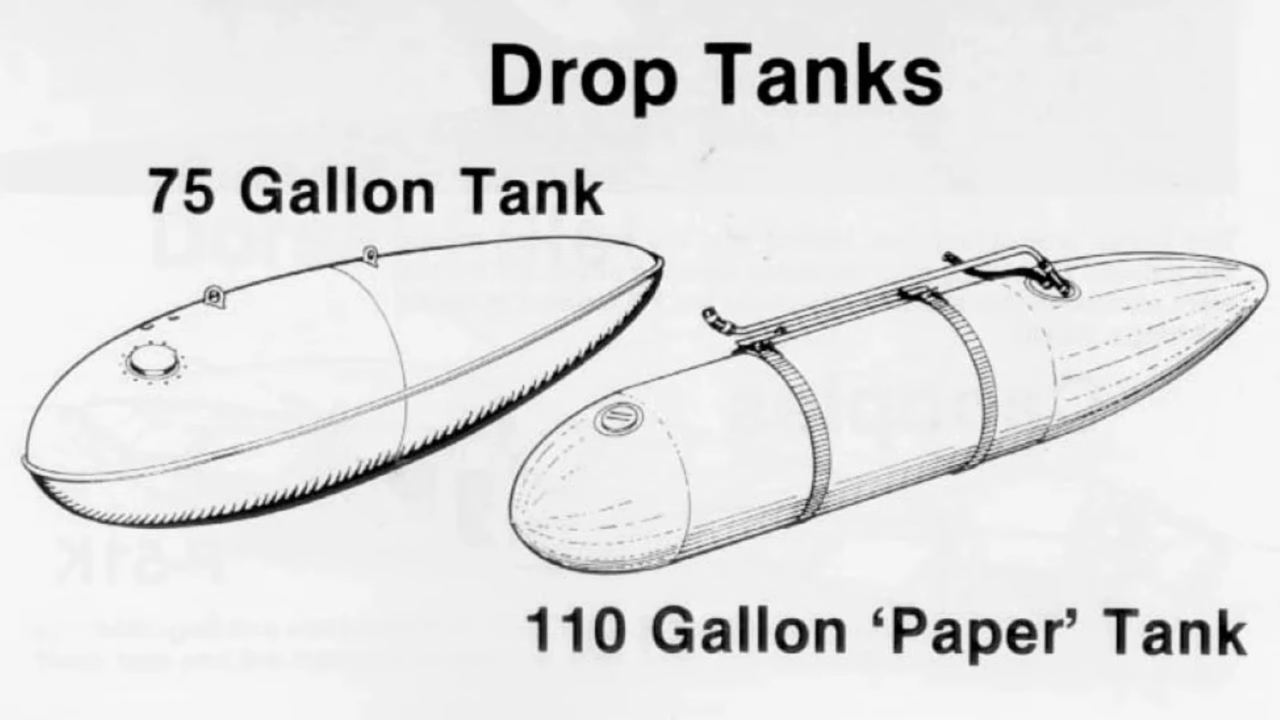 Drop Tanks
75 Gallon Tank
110 Gallon ‘Paper’ Tank